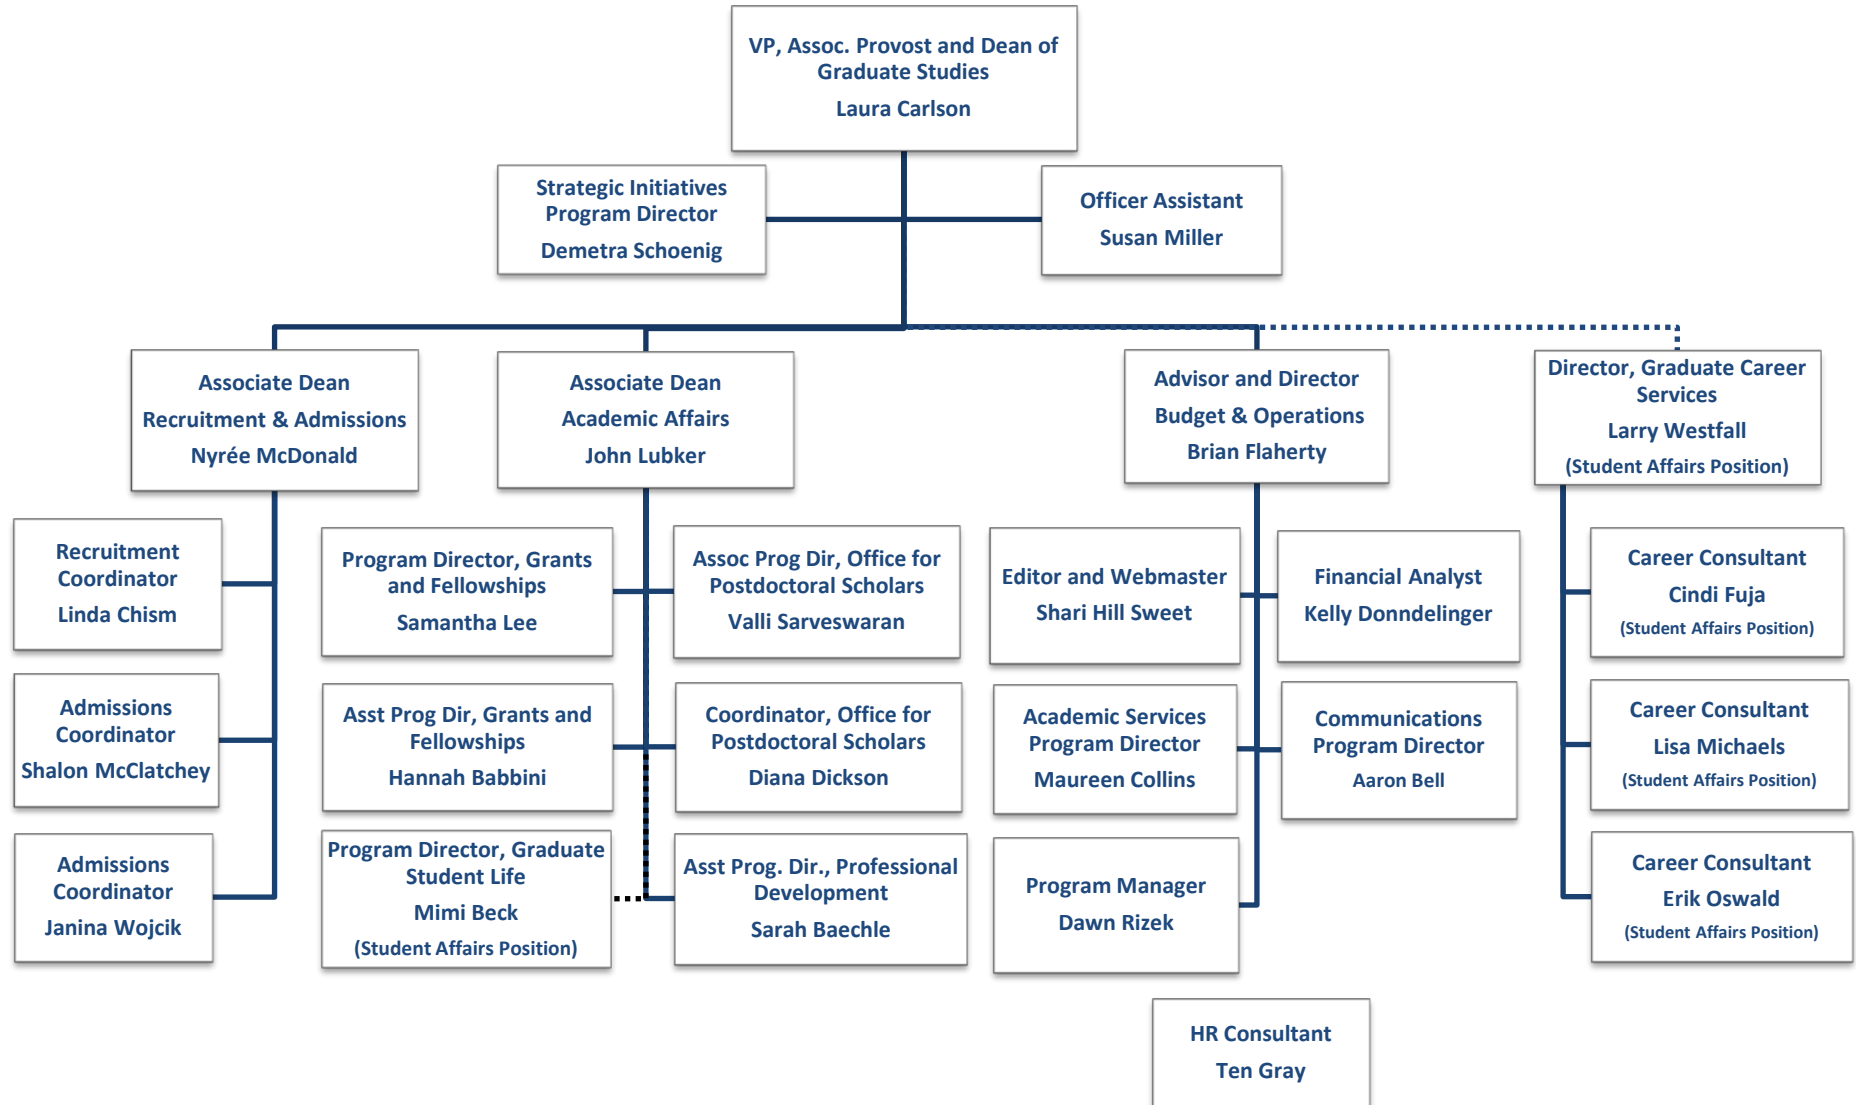 VP, Assoc. Provost and Dean of
Graduate Studies
Laura Carlson
Strategic Initiatives
Program Director
Demetra Schoenig
Officer Assistant
Susan Miller
Associate Dean
Recruitment & Admissions
Nyrée McDonald
Associate Dean
Academic Affairs
John Lubker
Advisor and Director
Budget & Operations
Brian Flaherty
Director, Graduate Career
Services
Larry Westfall
(Student Affairs Position)
Recruitment
Coordinator
Linda Chism
Admissions
Coordinator
Shalon McClatchey
Admissions
Coordinator
Janina Wojcik
Program Director, Grants
and Fellowships
Samantha Lee
Assoc Prog Dir, Office for
Postdoctoral Scholars
Valli Sarveswaran
Asst Prog Dir, Grants and
Fellowships
Hannah Babbini
Coordinator, Office for
Postdoctoral Scholars
Diana Dickson
Program Director, Graduate
Student Life
Mimi Beck
(Student Affairs Position)
Asst Prog. Dir., Professional
Development
Sarah Baechle
Editor and Webmaster
Shari Hill Sweet
Financial Analyst
Kelly Donndelinger
Academic Services
Program Director
Maureen Collins
Communications
Program Director
Aaron Bell
Program Manager
Dawn Rizek
Career Consultant
Cindi Fuja
(Student Affairs Position)
Career Consultant
Lisa Michaels
(Student Affairs Position)
Career Consultant
Erik Oswald
(Student Affairs Position)
HR Consultant
Ten Gray